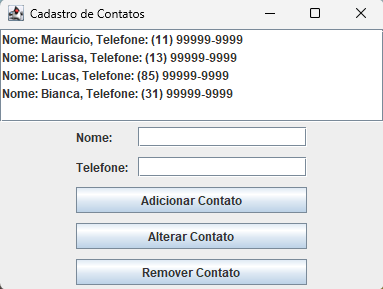 Cadastro de Contatos
Nome: Maurício, Telefone: (11) 99999-9999
Nome: Larissa, Telefone: (13) 99999-9999
Nome: Lucas, Telefone: (85) 99999-9999
Nome: Bianca, Telefone: (31) 99999-9999
Nome:
Telefone:
Adicionar Contato
Alterar Contato
Remover Contato